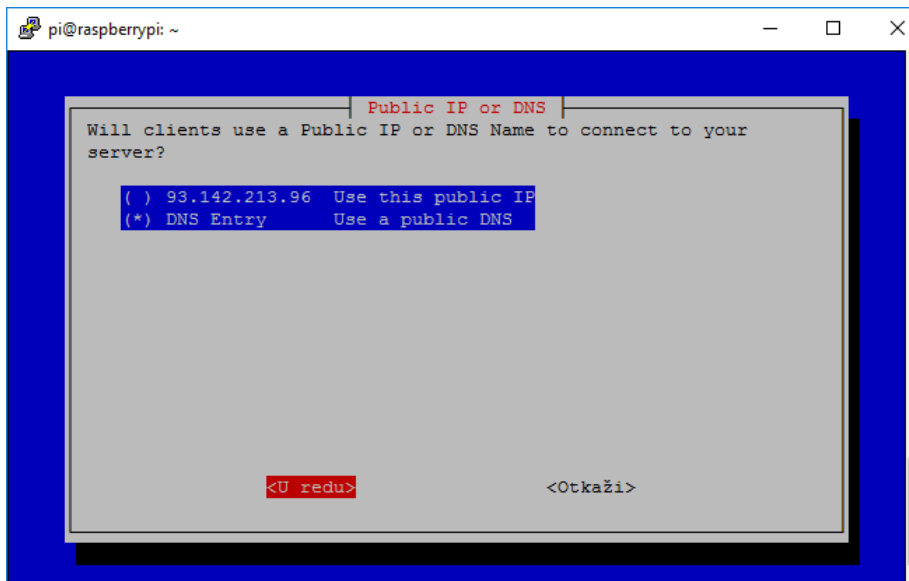 pi@raspberrypi: ~
Public IP or DNS
Will clients use a Public IP or DNS Name to connect to your
server?
( ) 93.142.213.96 Use this public IP
(*) DNS Entry Use a public DNS
<U redu> <Otkaži>